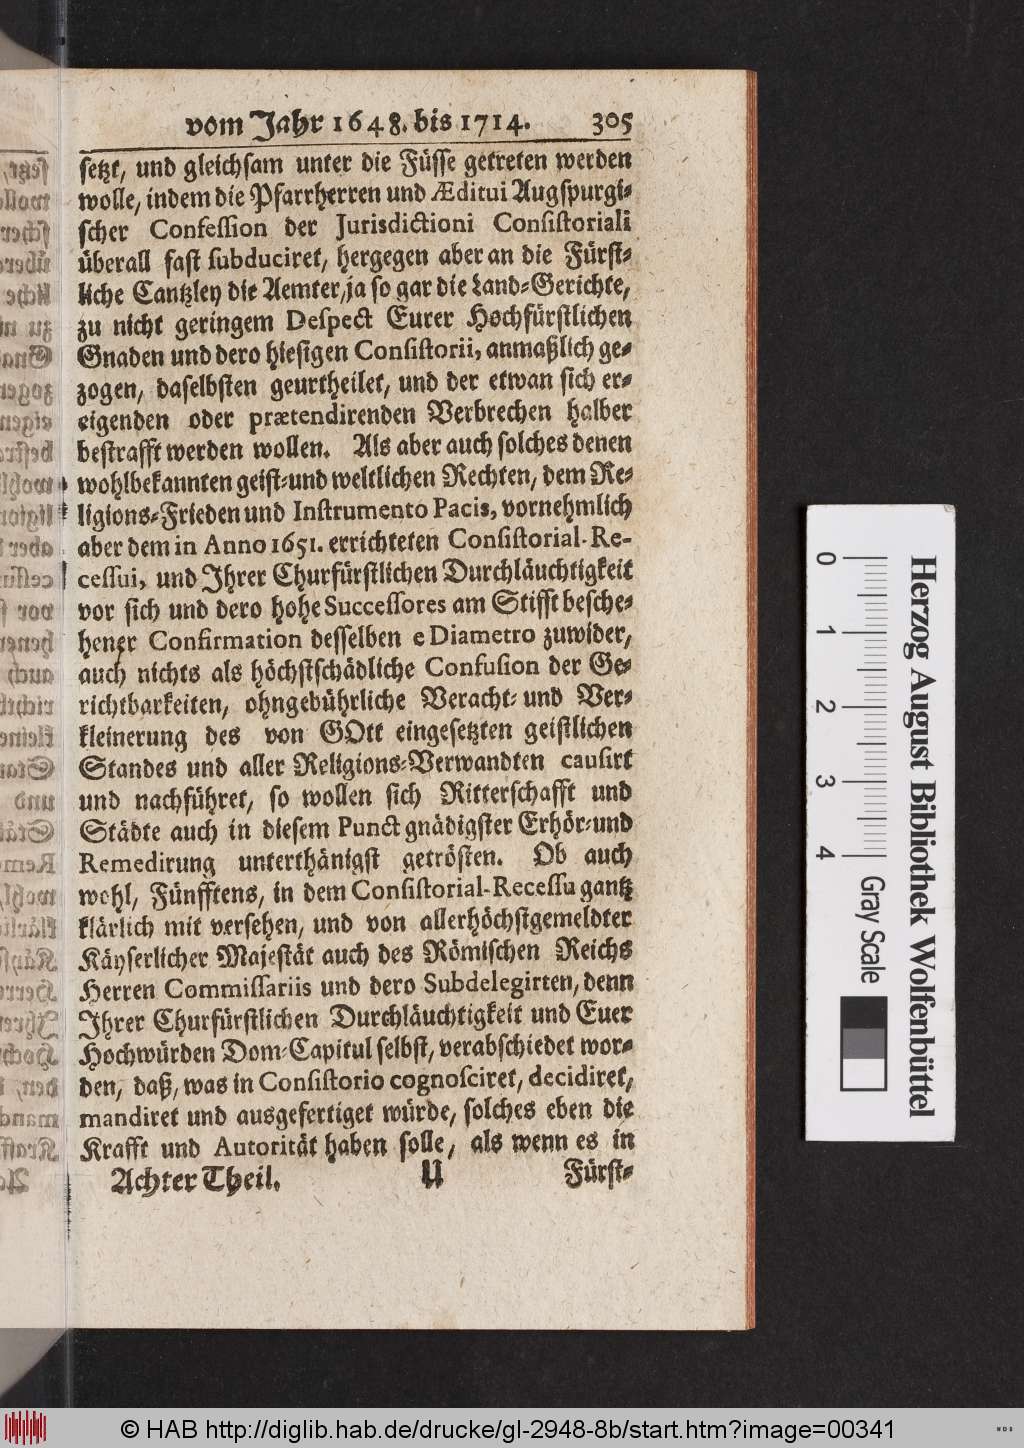 vom Jahr 1648. bis 1714. 305
setzt, und gleichsam unter die Füsse getreten werden
wolle, indem die Pfarrherren und Æditui Augspurgi-
scher Confession der Jurisdictioni Consistoriali
überall fast subduciret, hergegen aber an die Fürst-
liche Cantzley die Aemter, ja so gar die Land-Gerichte,
zu nicht geringem Despect Eurer Hochfürstlichen
Gnaden und dero hiesigen Consistorii, anmaßlich ge-
zogen, daselbsten geurtheilet, und der etwan sich er-
eigenden oder prætendirenden Verbrechen halber
bestrafft werden wollen. Als aber auch solches denen
wohlbekannten geist- und weltlichen Rechten, dem Re-
ligions-Frieden und Instrumento Pacis, vornehmlich
aber dem in Anno 1651. errichteten Consistorial-Re-
cessui, und Ihrer Churfürstlichen Durchläuchtigkeit
vor sich und dero hohe Successores am Stifft besche-
hener Confirmation desselben e Diametro zuwider,
auch nichts als höchstschädliche Confusion der Ge-
richtbarkeiten, ohngebührliche Veracht- und Ver-
kleinerung des von GOtt eingesetzten geistlichen
Standes und aller Religions-Verwandten causirt
und nachführet, so wollen sich Ritterschafft und
Städte auch in diesem Punct gnädigster Erhör- und
Remedirung unterthänigst getrösten. Ob auch
wohl, Fünfftens, in dem Consistorial-Recessu gantz
klärlich mit versehen, und von allerhöchstgemeldter
Käyserlicher Majestät auch des Römischen Reichs
Herren Commissariis und dero Subdelegirten, denn
Ihrer Churfürstlichen Durchläuchtigkeit und Euer
Hochwürden Dom-Capitul selbst, verabschiedet wor-
den, daß, was in Consistorio cognosciret, decidiret,
mandiret und ausgefertiget würde, solches eben die
Krafft und Autorität haben solle, als wenn es in
Achter Theil. U Fürst-
0 1 2 3 4 Gray Scale
Herzog August Bibliothek Wolfenbüttel
© HAB http://diglib.hab.de/drucke/gl-2948-8b/start.htm?image=00341